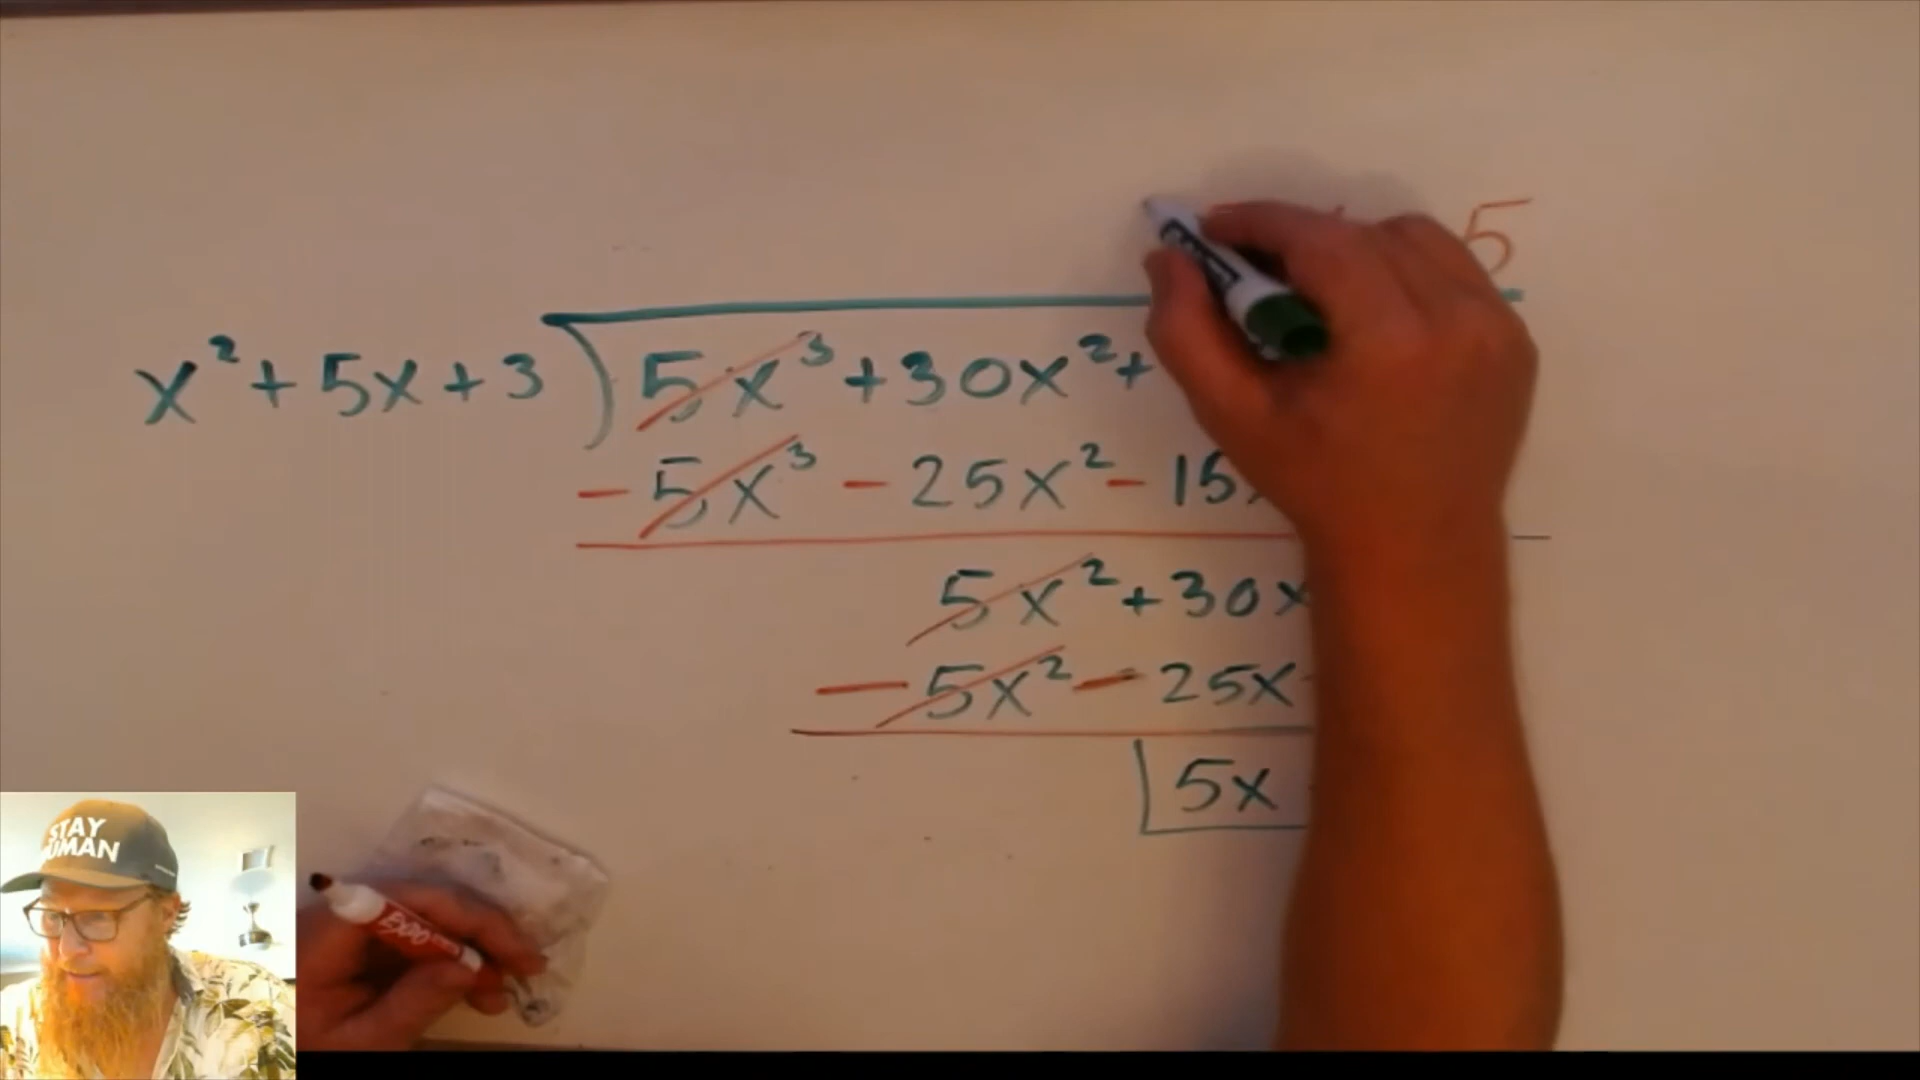 5
x² + 5x + 3 ) 5x³ + 30x² +
- 5x³ - 25x² - 15
5x² + 30x
- 5x² - 25x
5x
STAY
HUMAN
EXPO